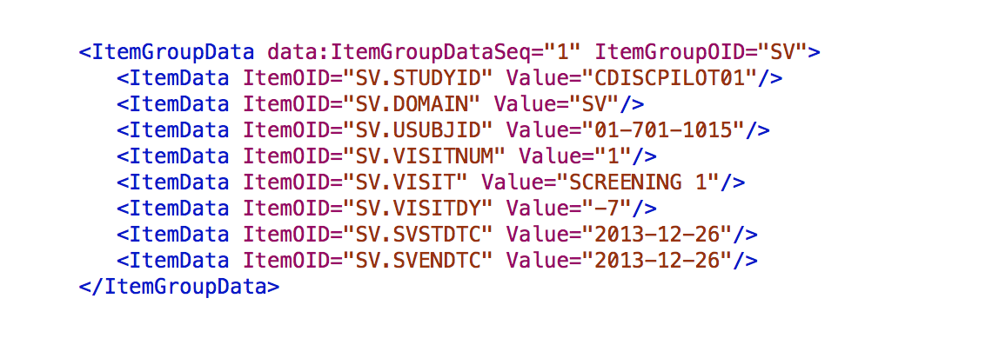 <ItemGroupData data:ItemGroupDataSeq="1" ItemGroupOID="SV">
<ItemData ItemOID="SV.STUDYID" Value="CDISCPILOT01"/>
<ItemData ItemOID="SV.DOMAIN" Value="SV"/>
<ItemData ItemOID="SV.USUBJID" Value="01-701-1015"/>
<ItemData ItemOID="SV.VISITNUM" Value="1"/>
<ItemData ItemOID="SV.VISIT" Value="SCREENING 1"/>
<ItemData ItemOID="SV.VISITDY" Value="-7"/>
<ItemData ItemOID="SV.SVSTDTC" Value="2013-12-26"/>
<ItemData ItemOID="SV.SVENDTC" Value="2013-12-26"/>
</ItemGroupData>